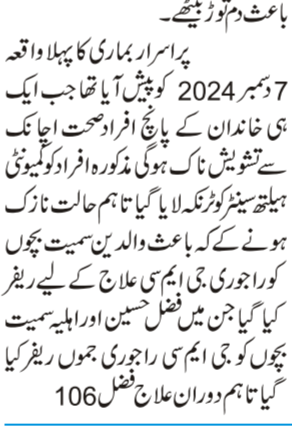 باعث دم توڑ بیٹھے۔
پراسرار بماری کا پہلا واقعہ
7 دسمبر 2024 کو پیش آیا تھا جب ایک
ہی خاندان کے پانچ افراد صحت اچانک
سے تشویش ناک ہوگی مذکورہ افراد کو کمیونٹی
ہیلتھ سینٹر کوٹرنکہ لایا گیا تاہم حالت نازک
ہونے کے کہ باعث والدین سمیت بچوں
کو راجوری جی ایم سی علاج کے لیے ریفر
کیا گیا جن میں فضل حسین اور اہلیہ سمیت
بچوں کو جی ایم سی راجوری جموں ریفر کیا
گیا تاہم دوران علاج فضل 106